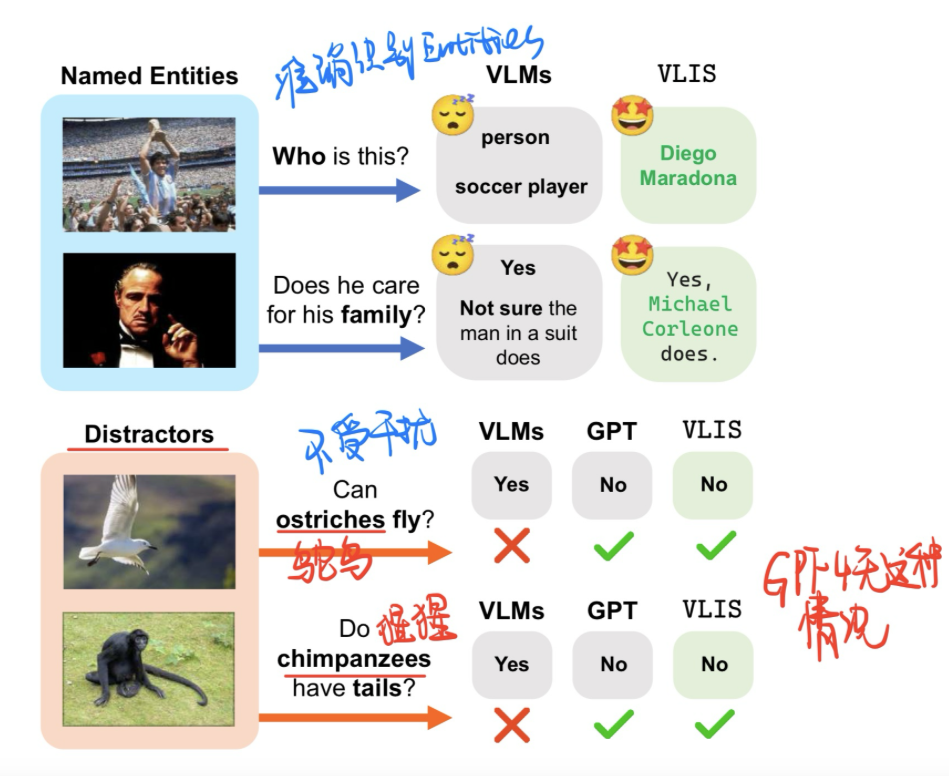 准确识别Entities
Named Entities
VLMs
VLIS
Who is this?
person
soccer player
Diego
Maradona
Does he care
for his family?
Yes
Not sure the
man in a suit
does
Yes,
Michael
Corleone
does.
Distractors
不受干扰
VLMs
GPT
VLIS
Can
ostriches fly?
Yes
No
No
鸵鸟
GPT-4无这种
情况
VLMs
GPT
VLIS
Do 猩猩
chimpanzees
have tails?
Yes
No
No